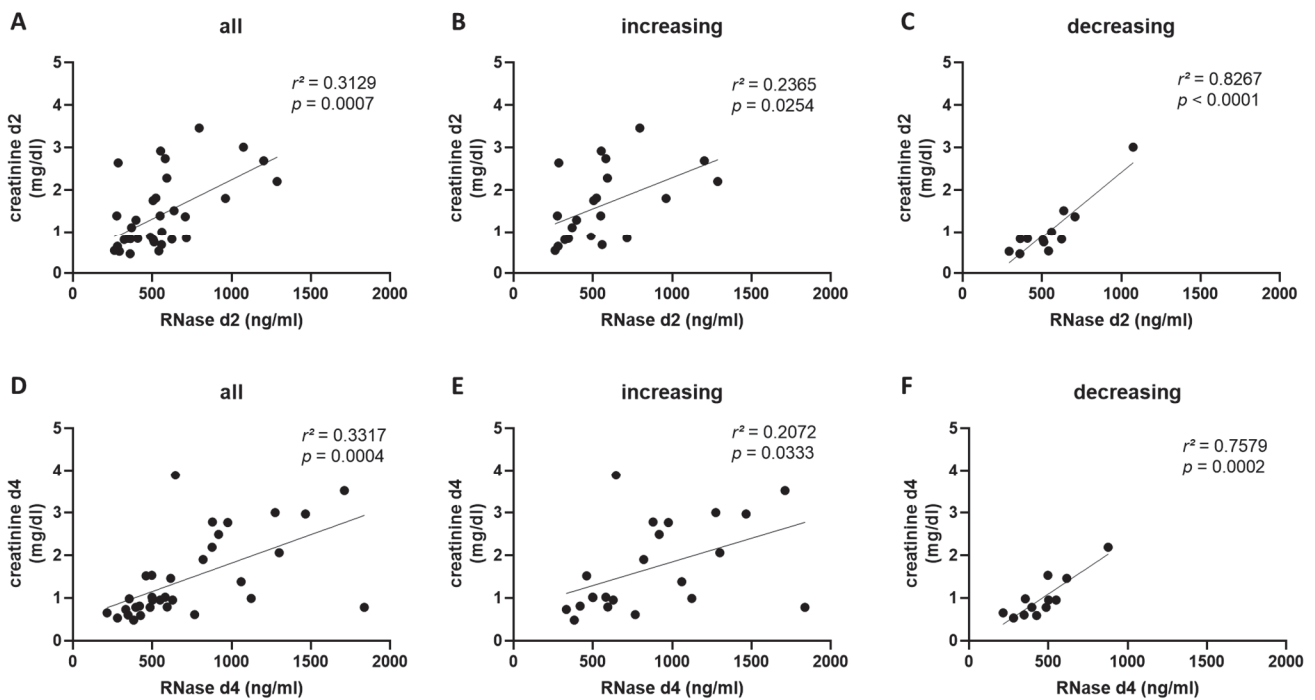 A
all
r² = 0.3129
p = 0.0007
creatinine d2
(mg/dl)
5
4
3
2
1
0
0 500 1000 1500 2000
RNase d2 (ng/ml)
B
increasing
r² = 0.2365
p = 0.0254
creatinine d2
(mg/dl)
5
4
3
2
1
0
0 500 1000 1500 2000
RNase d2 (ng/ml)
C
decreasing
r² = 0.8267
p < 0.0001
creatinine d2
(mg/dl)
5
4
3
2
1
0
0 500 1000 1500 2000
RNase d2 (ng/ml)
D
all
r² = 0.3317
p = 0.0004
creatinine d4
(mg/dl)
5
4
3
2
1
0
0 500 1000 1500 2000
RNase d4 (ng/ml)
E
increasing
r² = 0.2072
p = 0.0333
creatinine d4
(mg/dl)
5
4
3
2
1
0
0 500 1000 1500 2000
RNase d4 (ng/ml)
F
decreasing
r² = 0.7579
p = 0.0002
creatinine d4
(mg/dl)
5
4
3
2
1
0
0 500 1000 1500 2000
RNase d4 (ng/ml)